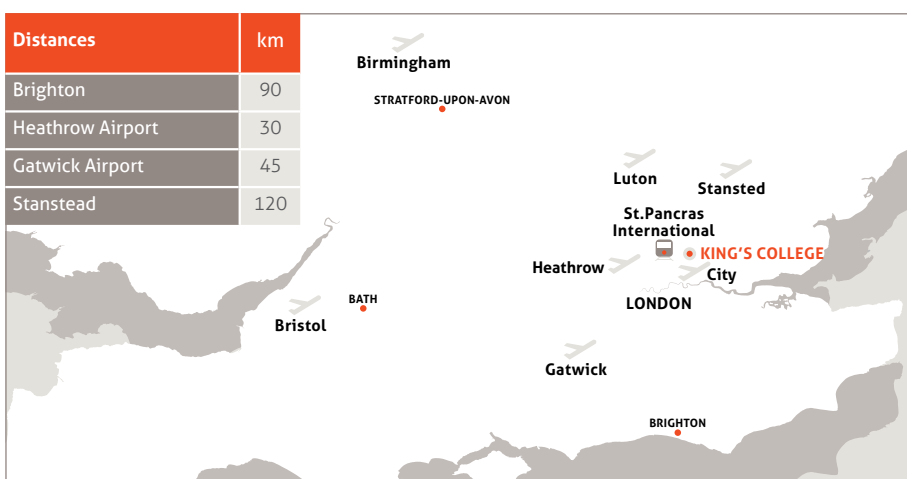 Distances km
Brighton 90
Heathrow Airport 30
Gatwick Airport 45
Stanstead 120
Birmingham
STRATFORD-UPON-AVON
Luton
Stansted
St.Pancras
International
KING'S COLLEGE
Heathrow
City
LONDON
BATH
Bristol
Gatwick
BRIGHTON